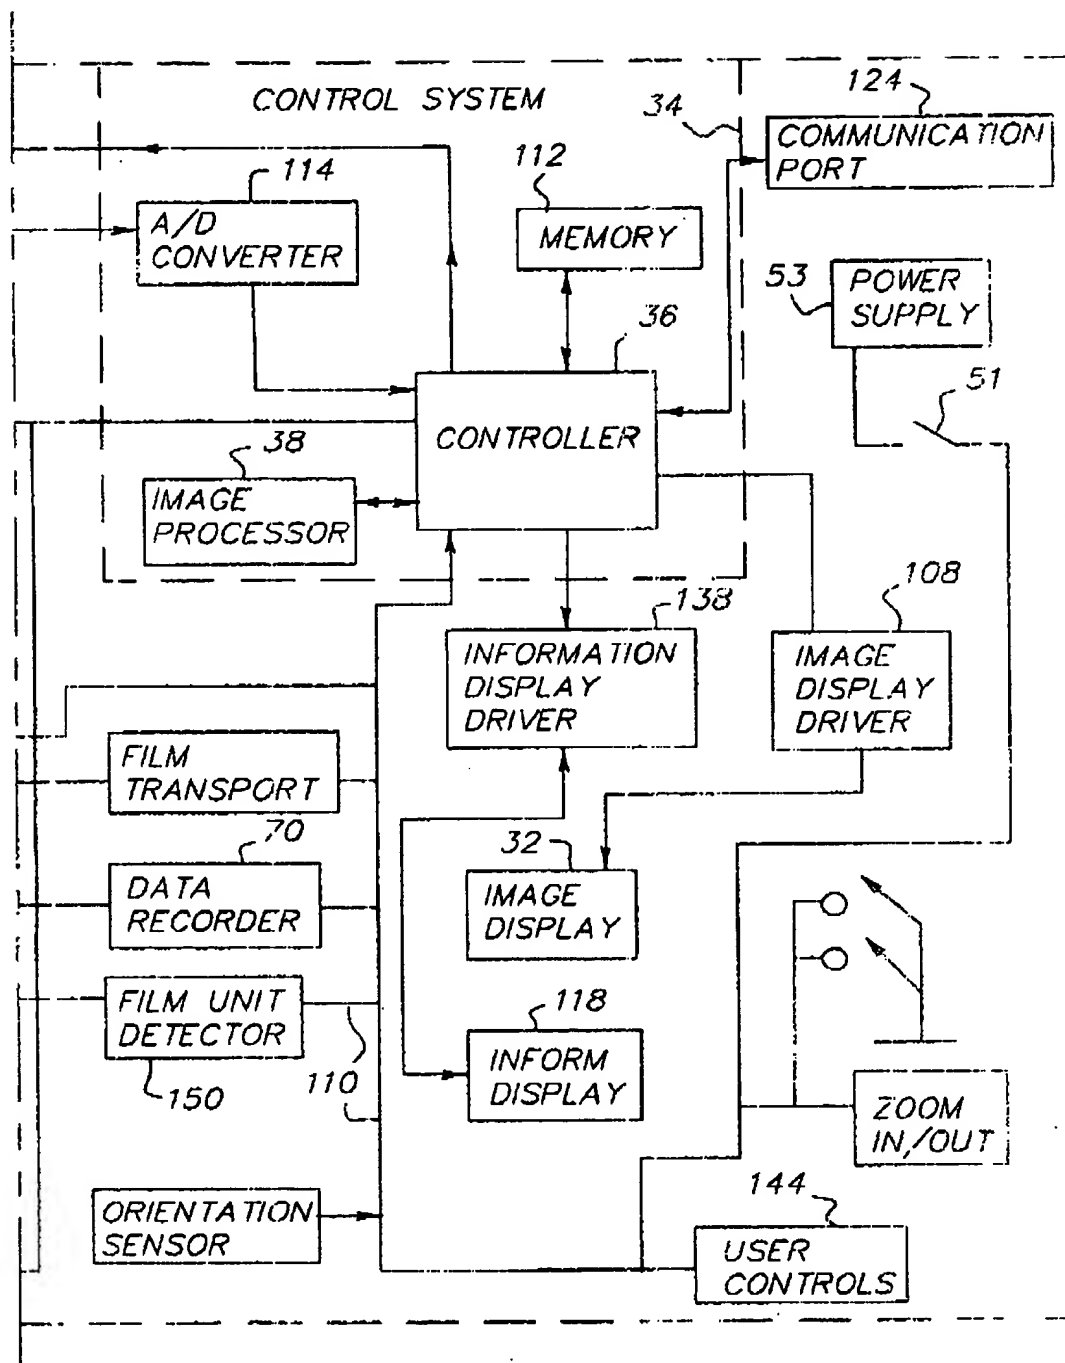 CONTROL SYSTEM
34
124
COMMUNICATION
PORT
114
A/D
CONVERTER
112
MEMORY
53
POWER
SUPPLY
36
51
CONTROLLER
38
IMAGE
PROCESSOR
138
INFORMATION
DISPLAY
DRIVER
108
IMAGE
DISPLAY
DRIVER
FILM
TRANSPORT
70
DATA
RECORDER
32
IMAGE
DISPLAY
FILM UNIT
DETECTOR
150
110
118
INFORM
DISPLAY
ZOOM
IN/OUT
ORIENTATION
SENSOR
144
USER
CONTROLS